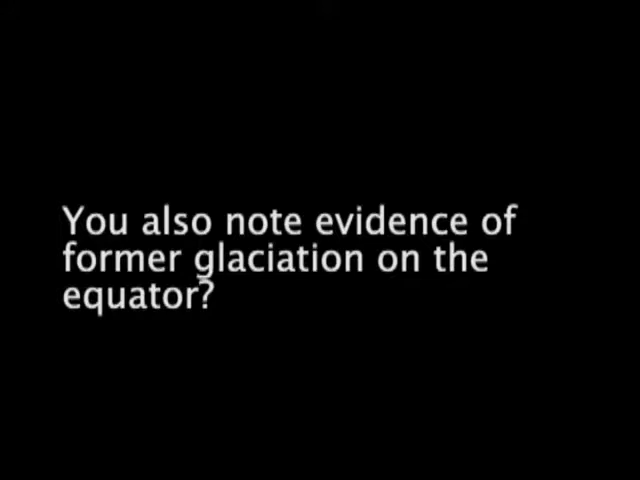 You also note evidence of
former glaciation on the
equator?